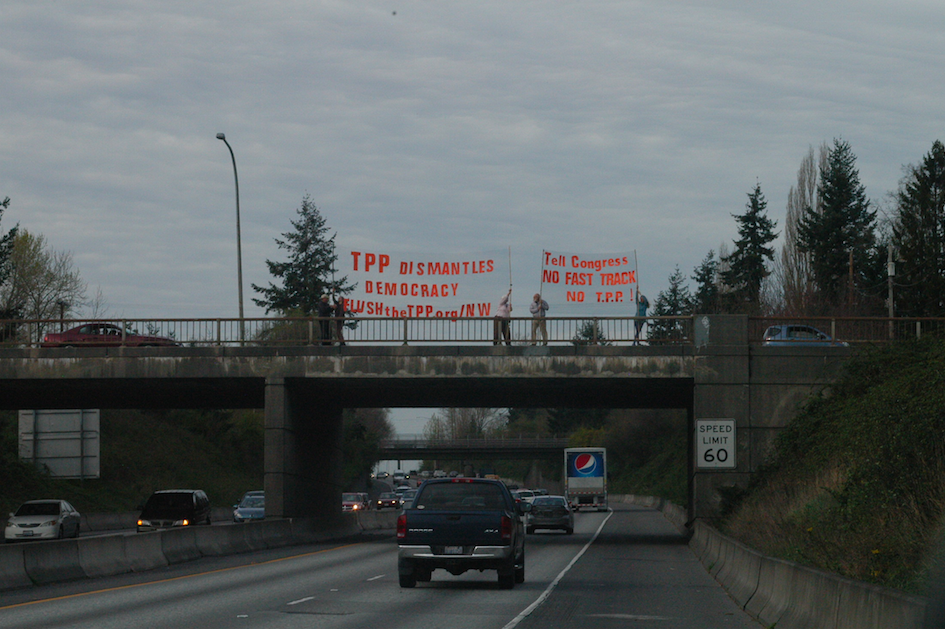 TPP DISMANTLES
DEMOCRACY
FLUSHtheTPP.org/NW
Tell Congress
NO FAST TRACK
NO T.P.P. !
SPEED
LIMIT
60